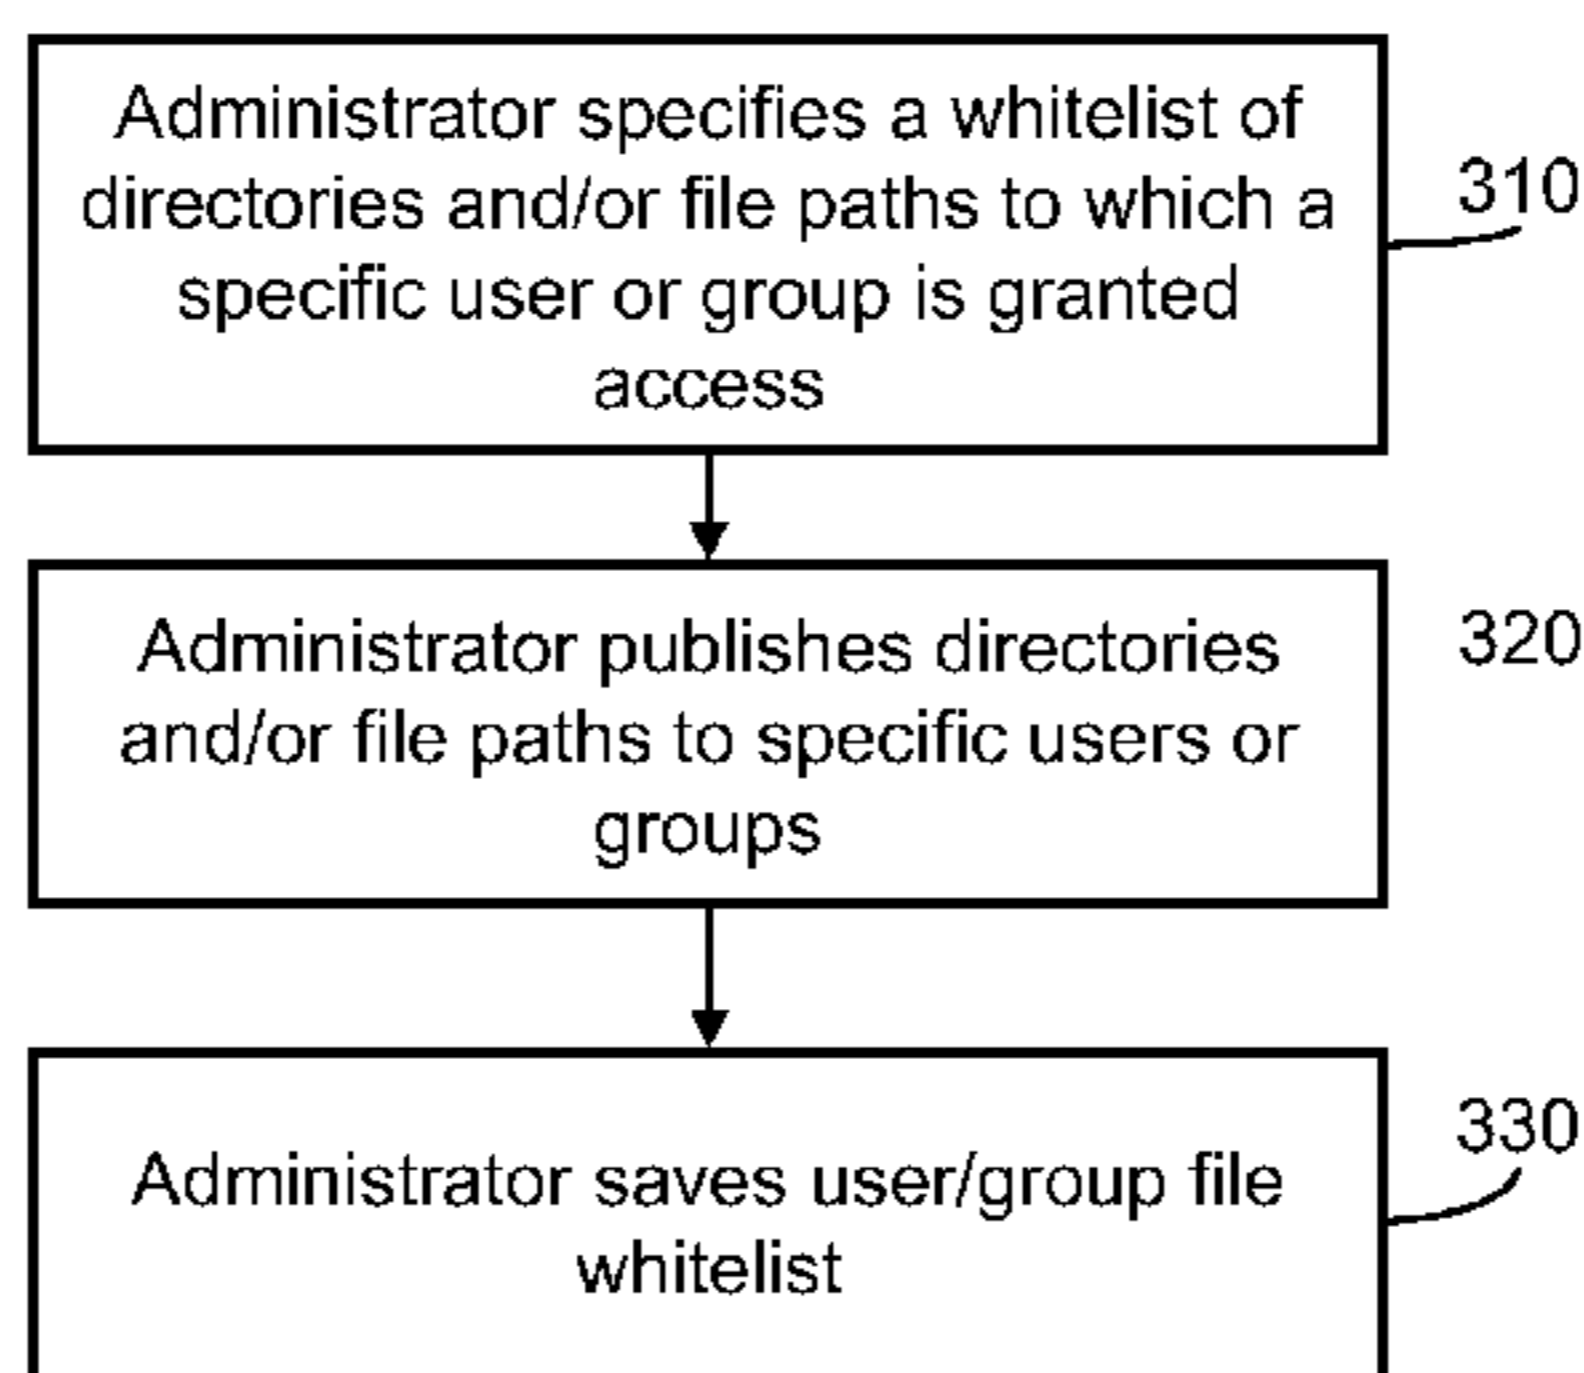 Administrator specifies a whitelist of
directories and/or file paths to which a
specific user or group is granted
access
310
Administrator publishes directories
and/or file paths to specific users or
groups
320
Administrator saves user/group file
whitelist
330